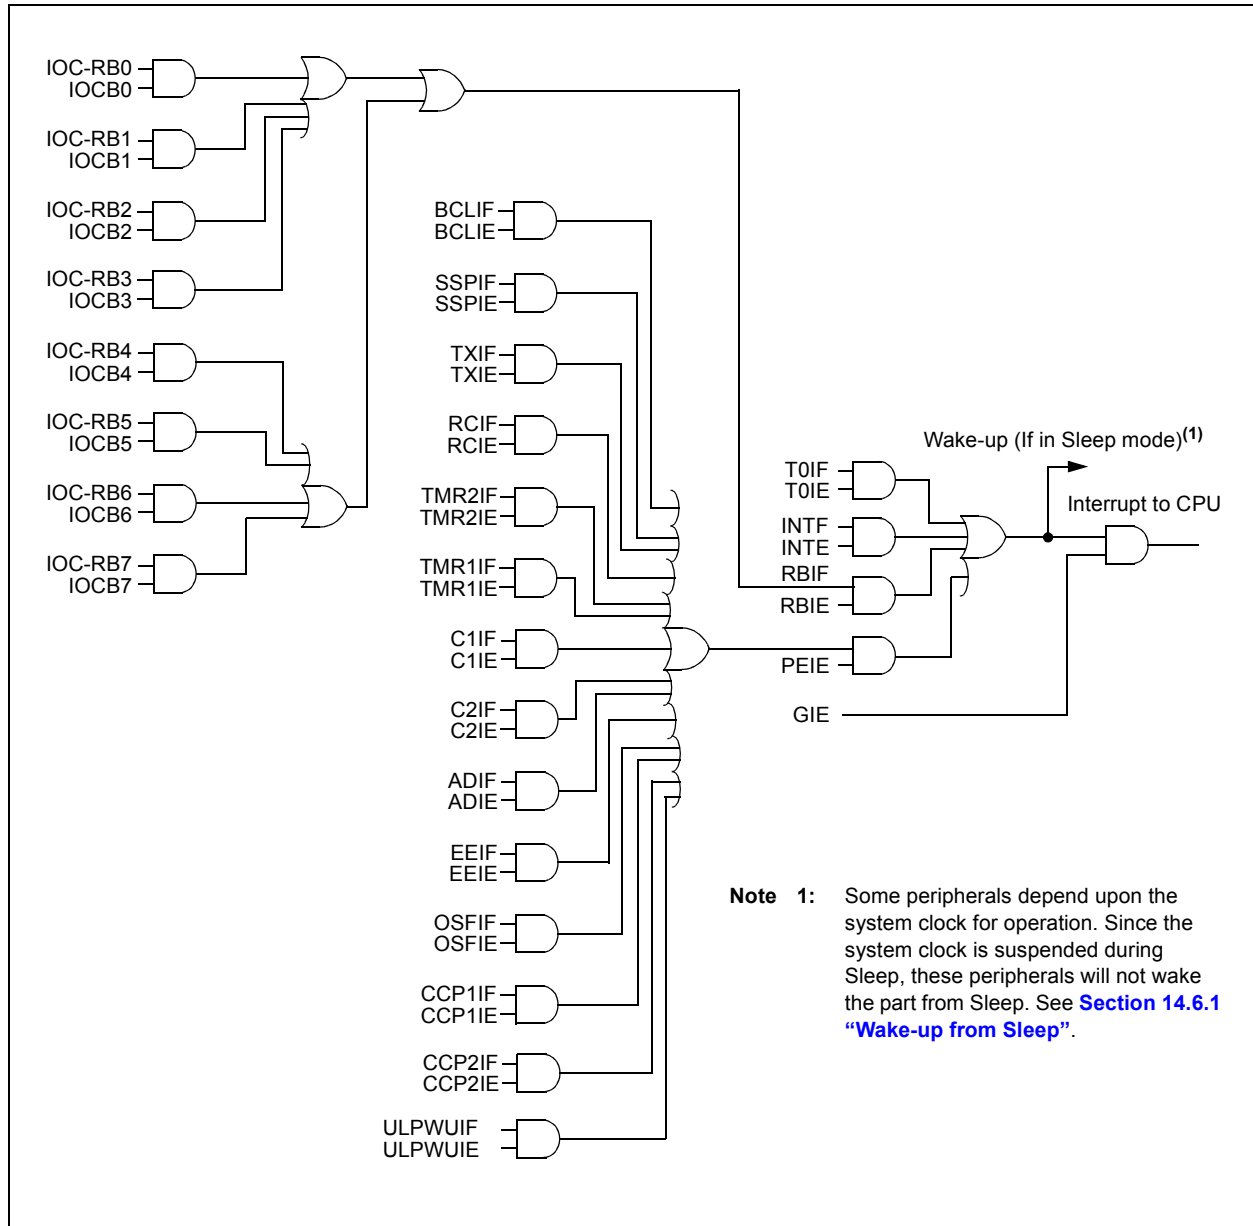 IOC-RB0
IOCB0
IOC-RB1
IOCB1
IOC-RB2
IOCB2
IOC-RB3
IOCB3
IOC-RB4
IOCB4
IOC-RB5
IOCB5
IOC-RB6
IOCB6
IOC-RB7
IOCB7
BCLIF
BCLIE
SSPIF
SSPIE
TXIF
TXIE
RCIF
RCIE
TMR2IF
TMR2IE
TMR1IF
TMR1IE
C1IF
C1IE
C2IF
C2IE
ADIF
ADIE
EEIF
EEIE
OSFIF
OSFIE
CCP1IF
CCP1IE
CCP2IF
CCP2IE
ULPWUIF
ULPWUIE
T0IF
T0IE
INTF
INTE
RBIF
RBIE
PEIE
GIE
Wake-up (If in Sleep mode)(1)
Interrupt to CPU
Note 1: Some peripherals depend upon the
system clock for operation. Since the
system clock is suspended during
Sleep, these peripherals will not wake
the part from Sleep. See Section 14.6.1
“Wake-up from Sleep”.